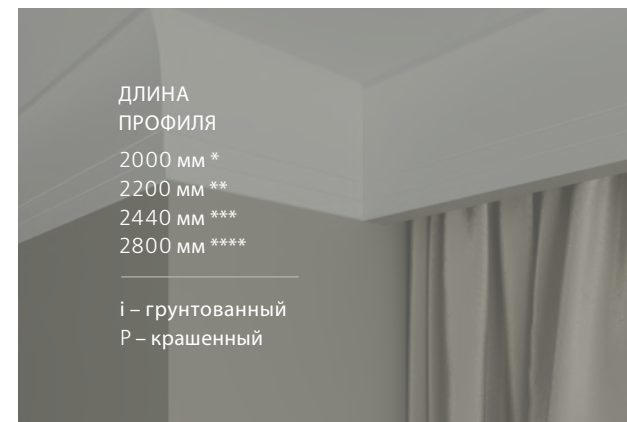 ДЛИНА
ПРОФИЛЯ
2000 мм *
2200 мм **
2440 мм ***
2800 мм ****
i – грунтованный
P – крашенный